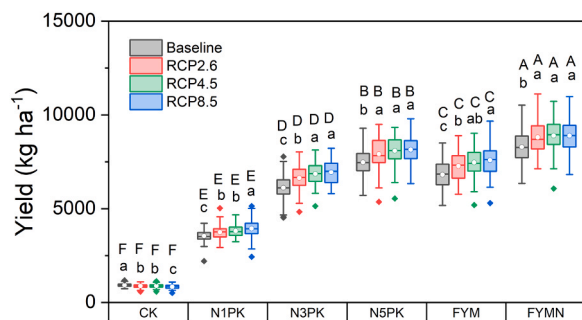 15000
10000
5000
0
Yield (kg ha⁻¹)
Baseline
RCP2.6
RCP4.5
RCP8.5
F F F F
a b b c
E E E E
c b b a
D D D D
c b a a
B B B B
b a a a
C C C C
c b ab a
A A A A
b a a a
CK N1PK N3PK N5PK FYM FYMN